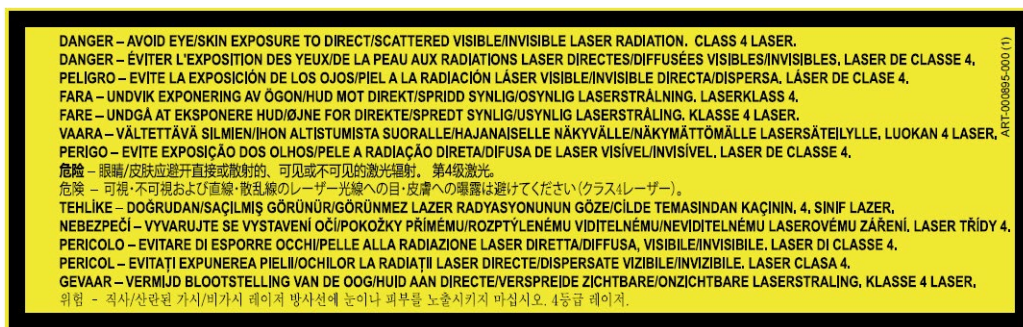 DANGER – AVOID EYE/SKIN EXPOSURE TO DIRECT/SCATTERED VISIBLE/INVISIBLE LASER RADIATION. CLASS 4 LASER.
DANGER – ÉVITER L'EXPOSITION DES YEUX/DE LA PEAU AUX RADIATIONS LASER DIRECTES/DIFFUSÉES VISIBLES/INVISIBLES. LASER DE CLASSE 4.
PELIGRO – EVITE LA EXPOSICIÓN DE LOS OJOS/PIEL A LA RADIACIÓN LÁSER VISIBLE/INVISIBLE DIRECTA/DISPERSA. LÁSER DE CLASE 4.
FARA – UNDVIK EXPONERING AV ÖGON/HUD MOT DIREKT/SPRIDD SYNLIG/OSYNLIG LASERSTRÅLNING. LASERKLASS 4.
FARE – UNDGÅ AT EKSPONERE HUD/ØJNE FOR DIREKTE/SPREDT SYNLIG/USYNLIG LASERSTRÅLING. KLASSE 4 LASER.
VAARA – VÄLTETTÄVÄ SILMIEN/IHON ALTISTUMISTA SUORALLE/HAJANAISELLE NÄKYVÄLLE/NÄKYMÄTTÖMÄLLE LASERSÄTEILYLLE. LUOKAN 4 LASER.
PERIGO – EVITE EXPOSIÇÃO DOS OLHOS/PELE A RADIAÇÃO DIRETA/DIFUSA DE LASER VISÍVEL/INVISÍVEL. LASER DE CLASSE 4.
危险 – 眼睛/皮肤应避开直接或散射的、可见或不可见的激光辐射。 第4级激光。
危険 – 可視・不可視および直線・散乱線のレーザー光線への目・皮膚への曝露は避けてください(クラス4レーザー)。
TEHLİKE – DOĞRUDAN/SAÇILMIŞ GÖRÜNÜR/GÖRÜNMEZ LAZER RADYASYONUNUN GÖZE/CİLDE TEMASINDAN KAÇININ. 4. SINIF LAZER.
NEBEZPEČÍ – VYVARUJTE SE VYSTAVENÍ OČÍ/POKOŽKY PŘÍMÉMU/ROZPTÝLENÉMU VIDITELNÉMU/NEVIDITELNÉMU LASEROVÉMU ZÁŘENÍ. LASER TŘÍDY 4.
PERICOLO – EVITARE DI ESPORRE OCCHI/PELLE ALLA RADIAZIONE LASER DIRETTA/DIFFUSA, VISIBILE/INVISIBILE. LASER DI CLASSE 4.
PERICOL – EVITAȚI EXPUNEREA PIELII/OCHILOR LA RADIAȚII LASER DIRECTE/DISPERSATE VIZIBILE/INVIZIBILE. LASER CLASA 4.
GEVAAR – VERMIJD BLOOTSTELLING VAN DE OOG/HUID AAN DIRECTE/VERSPREIDE ZICHTBARE/ONZICHTBARE LASERSTRALING. KLASSE 4 LASER.
위험 - 직사/산란된 가시/비가시 레이저 방사선에 눈이나 피부를 노출시키지 마십시오. 4등급 레이저.
ART-000895-000 (1)